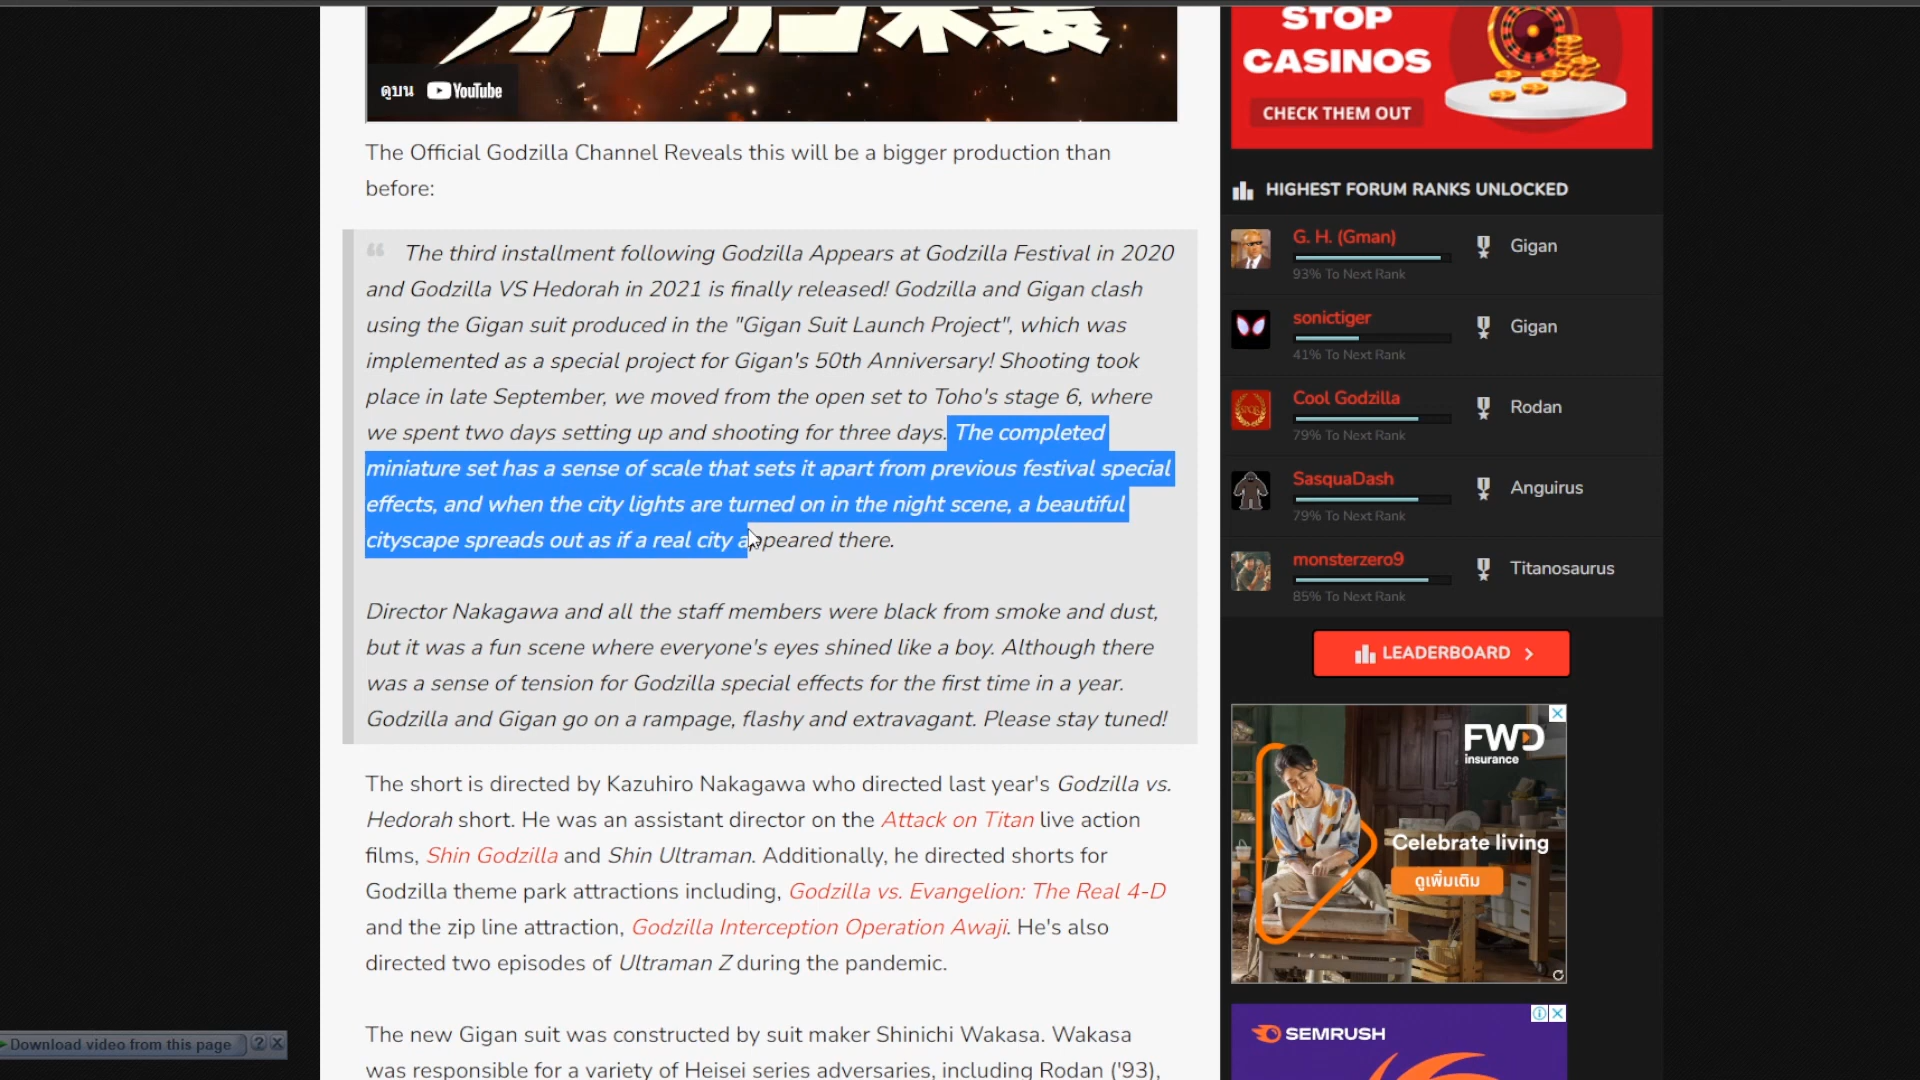 ดูบน YouTube
The Official Godzilla Channel Reveals this will be a bigger production than
before:
The third installment following Godzilla Appears at Godzilla Festival in 2020
and Godzilla VS Hedorah in 2021 is finally released! Godzilla and Gigan clash
using the Gigan suit produced in the "Gigan Suit Launch Project", which was
implemented as a special project for Gigan's 50th Anniversary! Shooting took
place in late September, we moved from the open set to Toho's stage 6, where
we spent two days setting up and shooting for three days. The completed
miniature set has a sense of scale that sets it apart from previous festival special
effects, and when the city lights are turned on in the night scene, a beautiful
cityscape spreads out as if a real city appeared there.
Director Nakagawa and all the staff members were black from smoke and dust,
but it was a fun scene where everyone's eyes shined like a boy. Although there
was a sense of tension for Godzilla special effects for the first time in a year.
Godzilla and Gigan go on a rampage, flashy and extravagant. Please stay tuned!
The short is directed by Kazuhiro Nakagawa who directed last year's Godzilla vs.
Hedorah short. He was an assistant director on the Attack on Titan live action
films, Shin Godzilla and Shin Ultraman. Additionally, he directed shorts for
Godzilla theme park attractions including, Godzilla vs. Evangelion: The Real 4-D
and the zip line attraction, Godzilla Interception Operation Awaji. He's also
directed two episodes of Ultraman Z during the pandemic.
The new Gigan suit was constructed by suit maker Shinichi Wakasa. Wakasa
was responsible for a variety of Heisei series adversaries, including Rodan ('93),
STOP
CASINOS
CHECK THEM OUT
HIGHEST FORUM RANKS UNLOCKED
G. H. (Gman)
Gigan
93% To Next Rank
sonictiger
Gigan
41% To Next Rank
Cool Godzilla
Rodan
79% To Next Rank
SasquaDash
Anguirus
79% To Next Rank
monsterzero9
Titanosaurus
85% To Next Rank
LEADERBOARD
FWD
insurance
Celebrate living
ดูเพิ่มเติม
SEMRUSH
Download video from this page